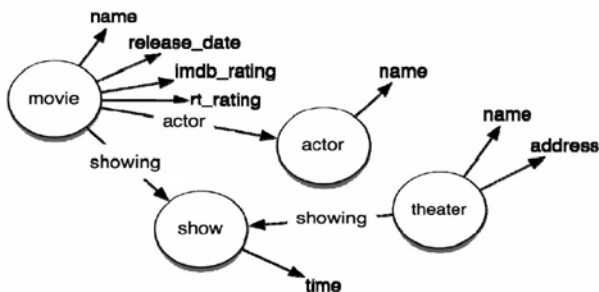 name
release_date
imdb_rating
rt_rating
movie
actor
name
actor
name
address
showing
theater
showing
show
time